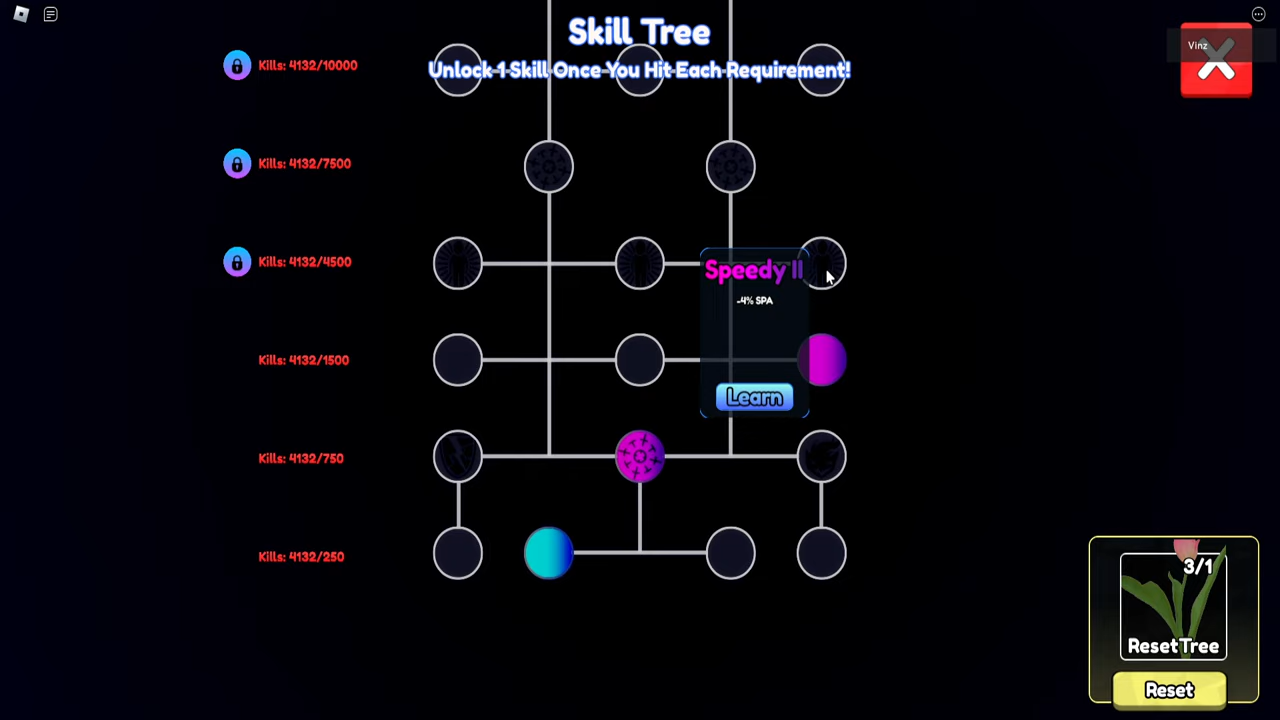 Skill Tree
Unlock 1 Skill Once You Hit Each Requirement!
Vinz
Kills: 4132/10000
Kills: 4132/7500
Kills: 4132/4500
Speedy II
-4% SPA
Kills: 4132/1500
Learn
Kills: 4132/750
Kills: 4132/250
3/1
Reset Tree
Reset